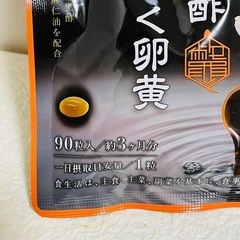 酢
く卵黄
仁油を配合
90粒入/約3ヶ月分
一日摂取目安量/1粒
食生活は、主食、主菜、副菜を基本に、食事